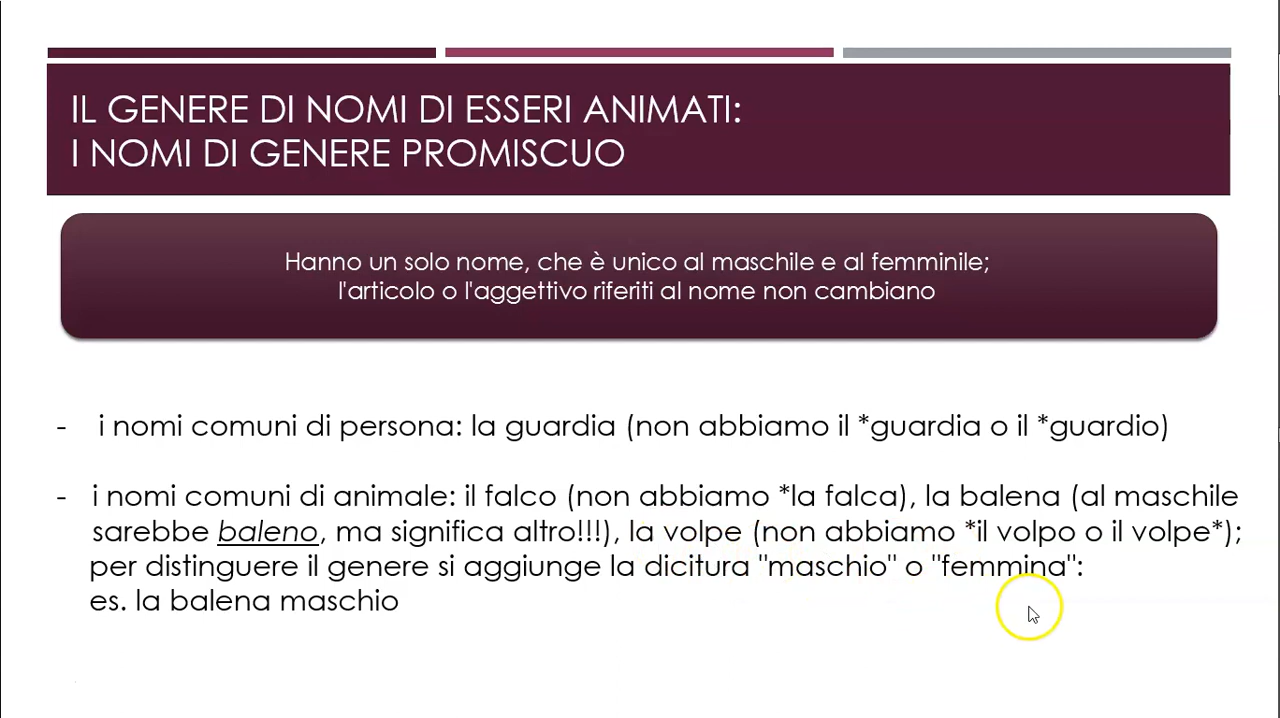 IL GENERE DI NOMI DI ESSERI ANIMATI:
I NOMI DI GENERE PROMISCUO
Hanno un solo nome, che è unico al maschile e al femminile;
l'articolo o l'aggettivo riferiti al nome non cambiano
- i nomi comuni di persona: la guardia (non abbiamo il *guardia o il *guardio)
- i nomi comuni di animale: il falco (non abbiamo *la falca), la balena (al maschile
sarebbe baleno, ma significa altro!!!), la volpe (non abbiamo *il volpo o il volpe*);
per distinguere il genere si aggiunge la dicitura "maschio" o "femmina":
es. la balena maschio